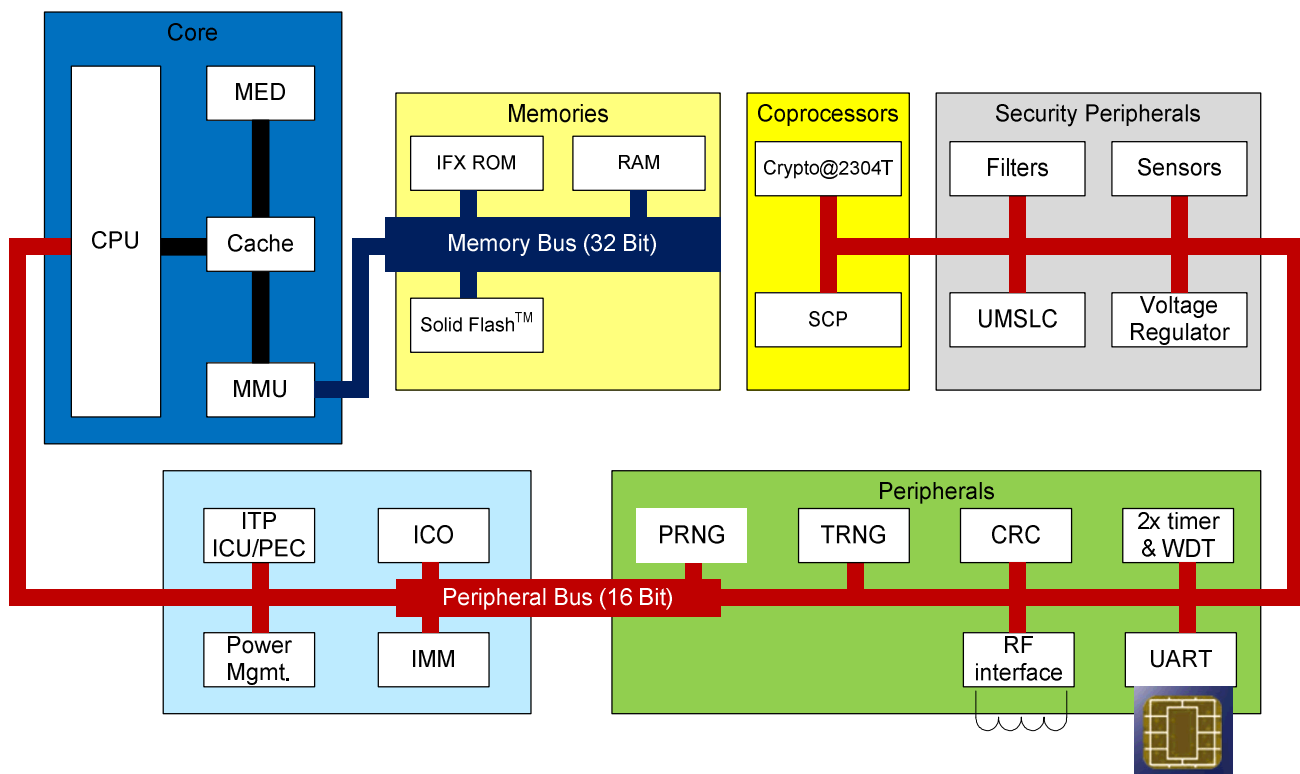 Core
MED
CPU
Cache
MMU
Memories
IFX ROM
RAM
Memory Bus (32 Bit)
Solid Flash™
Coprocessors
Crypto@2304T
SCP
Security Peripherals
Filters
Sensors
UMSLC
Voltage
Regulator
ITP
ICU/PEC
ICO
Peripheral Bus (16 Bit)
Power
Mgmt.
IMM
Peripherals
PRNG
TRNG
CRC
2x timer
& WDT
RF
interface
UART